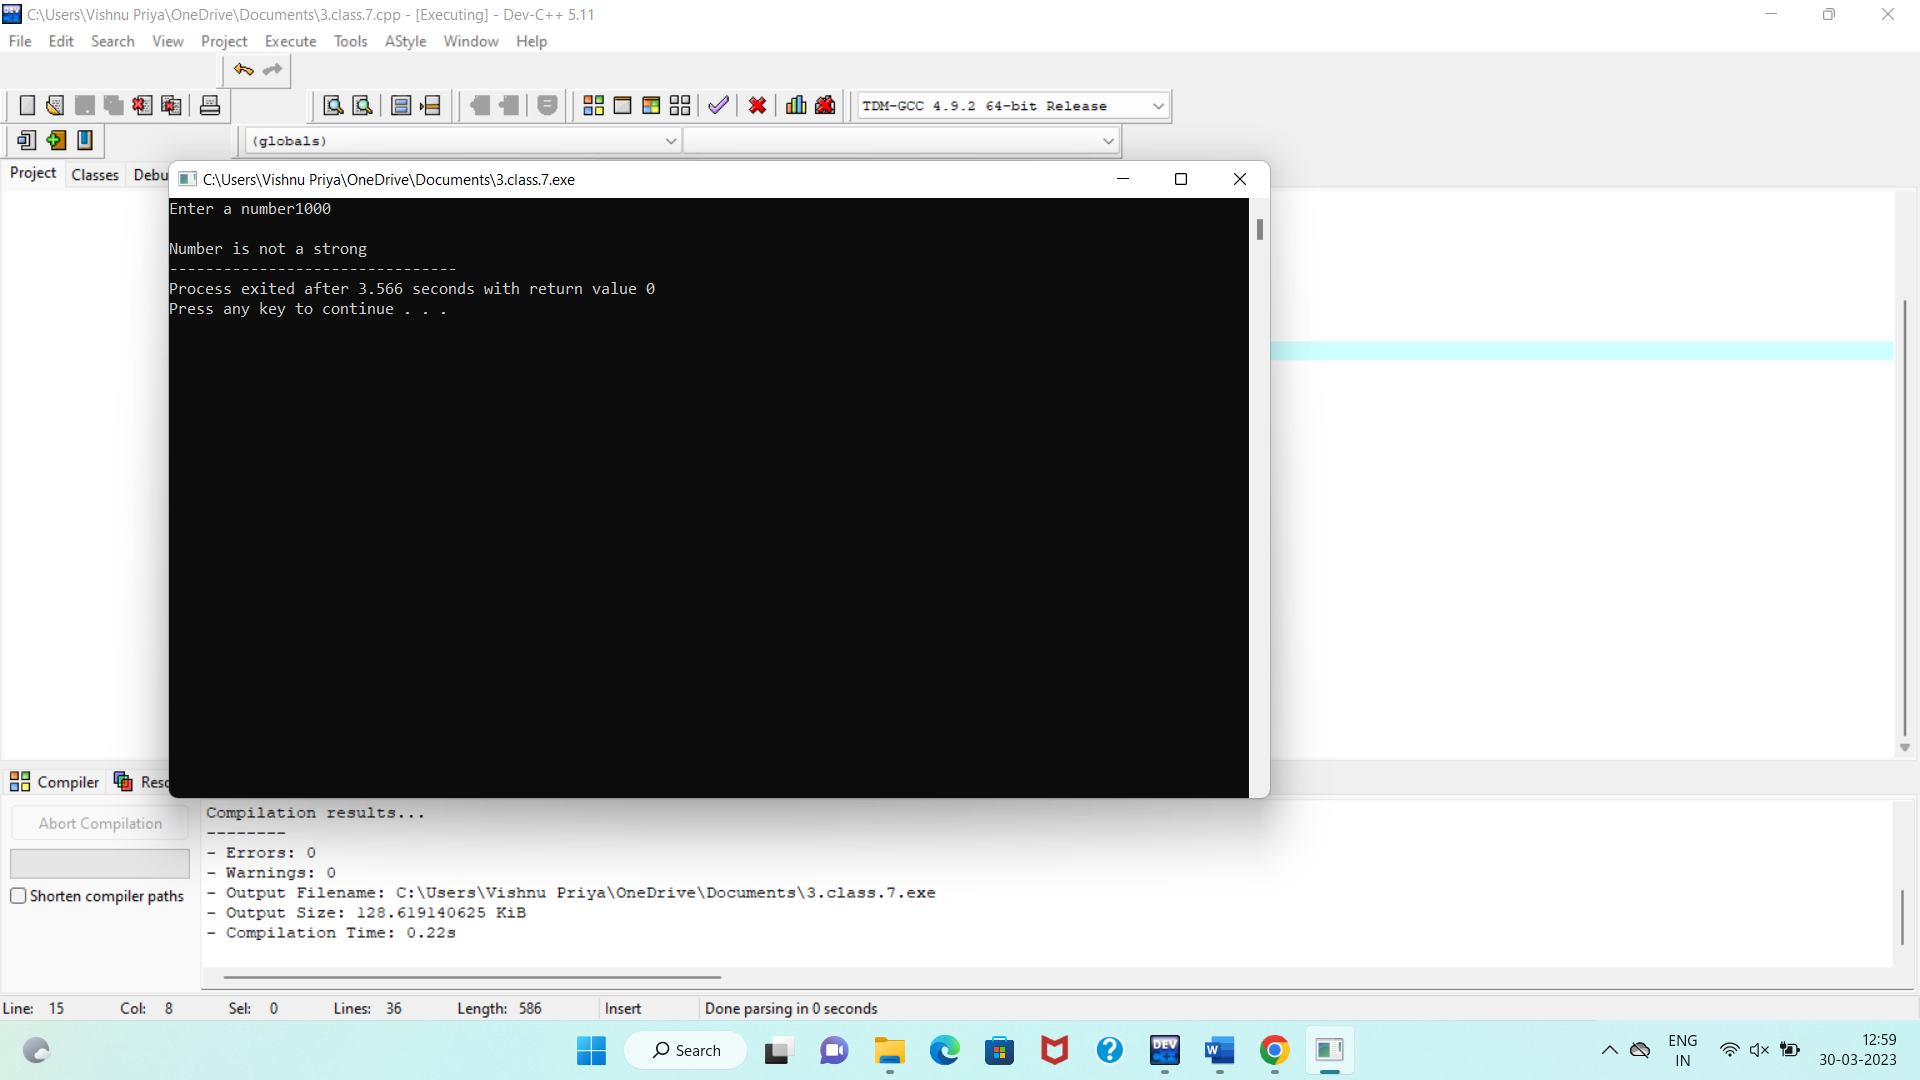 C:\Users\Vishnu Priya\OneDrive\Documents\3.class.7.cpp - [Executing] - Dev-C++ 5.11
File Edit Search View Project Execute Tools AStyle Window Help
TDM-GCC 4.9.2 64-bit Release
(globals)
Project Classes Debu
C:\Users\Vishnu Priya\OneDrive\Documents\3.class.7.exe
Enter a number1000
Number is not a strong
--------------------------------
Process exited after 3.566 seconds with return value 0
Press any key to continue . . .
Compiler Reso
Abort Compilation
Shorten compiler paths
Compilation results...
--------
- Errors: 0
- Warnings: 0
- Output Filename: C:\Users\Vishnu Priya\OneDrive\Documents\3.class.7.exe
- Output Size: 128.619140625 KiB
- Compilation Time: 0.22s
Line: 15 Col: 8 Sel: 0 Lines: 36 Length: 586 Insert Done parsing in 0 seconds
Search
DEV C++
W
ENG
IN
12:59
30-03-2023